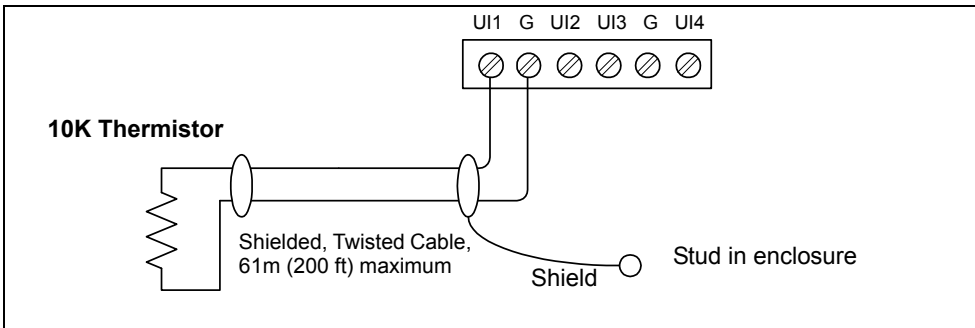 UI1 G UI2 UI3 G UI4
10K Thermistor
Shielded, Twisted Cable,
61m (200 ft) maximum
Shield
Stud in enclosure